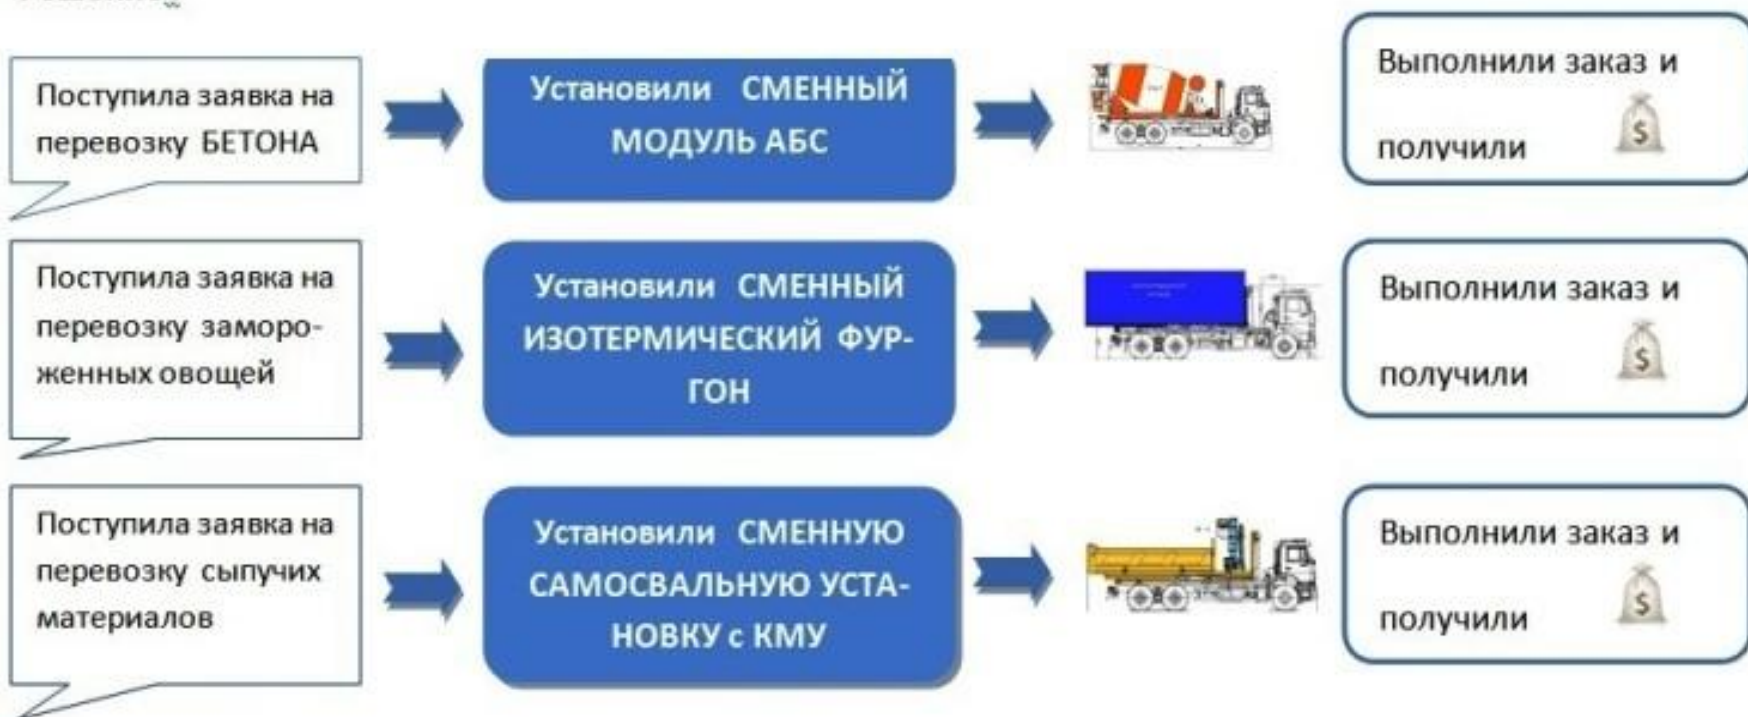 Поступила заявка на
перевозку БЕТОНА
Установили СМЕННЫЙ
МОДУЛЬ АБС
Выполнили заказ и
получили
$
Поступила заявка на
перевозку заморо-
женных овощей
Установили СМЕННЫЙ
ИЗОТЕРМИЧЕСКИЙ ФУР-
ГОН
Выполнили заказ и
получили
$
Поступила заявка на
перевозку сыпучих
материалов
Установили СМЕННУЮ
САМОСВАЛЬНУЮ УСТА-
НОВКУ с КМУ
Выполнили заказ и
получили
$